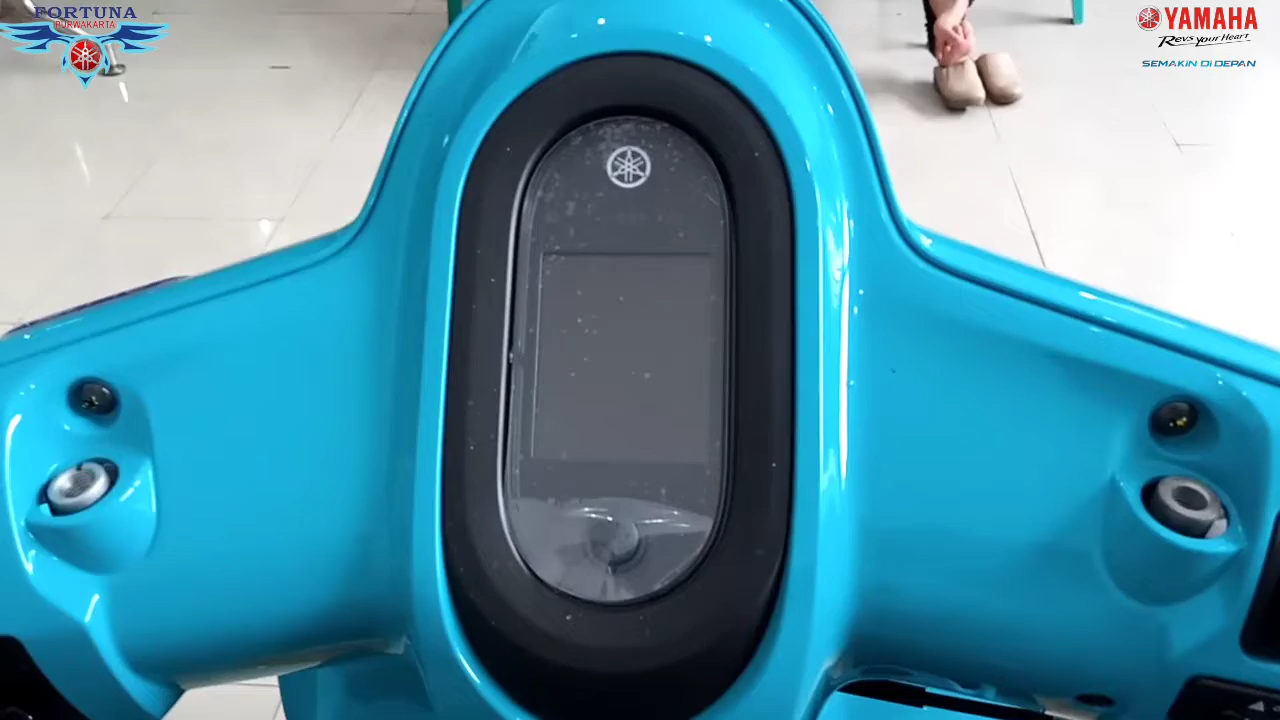 FORTUNA
PURWAKARTA
YAMAHA
Revs Your Heart
SEMAKIN DI DEPAN